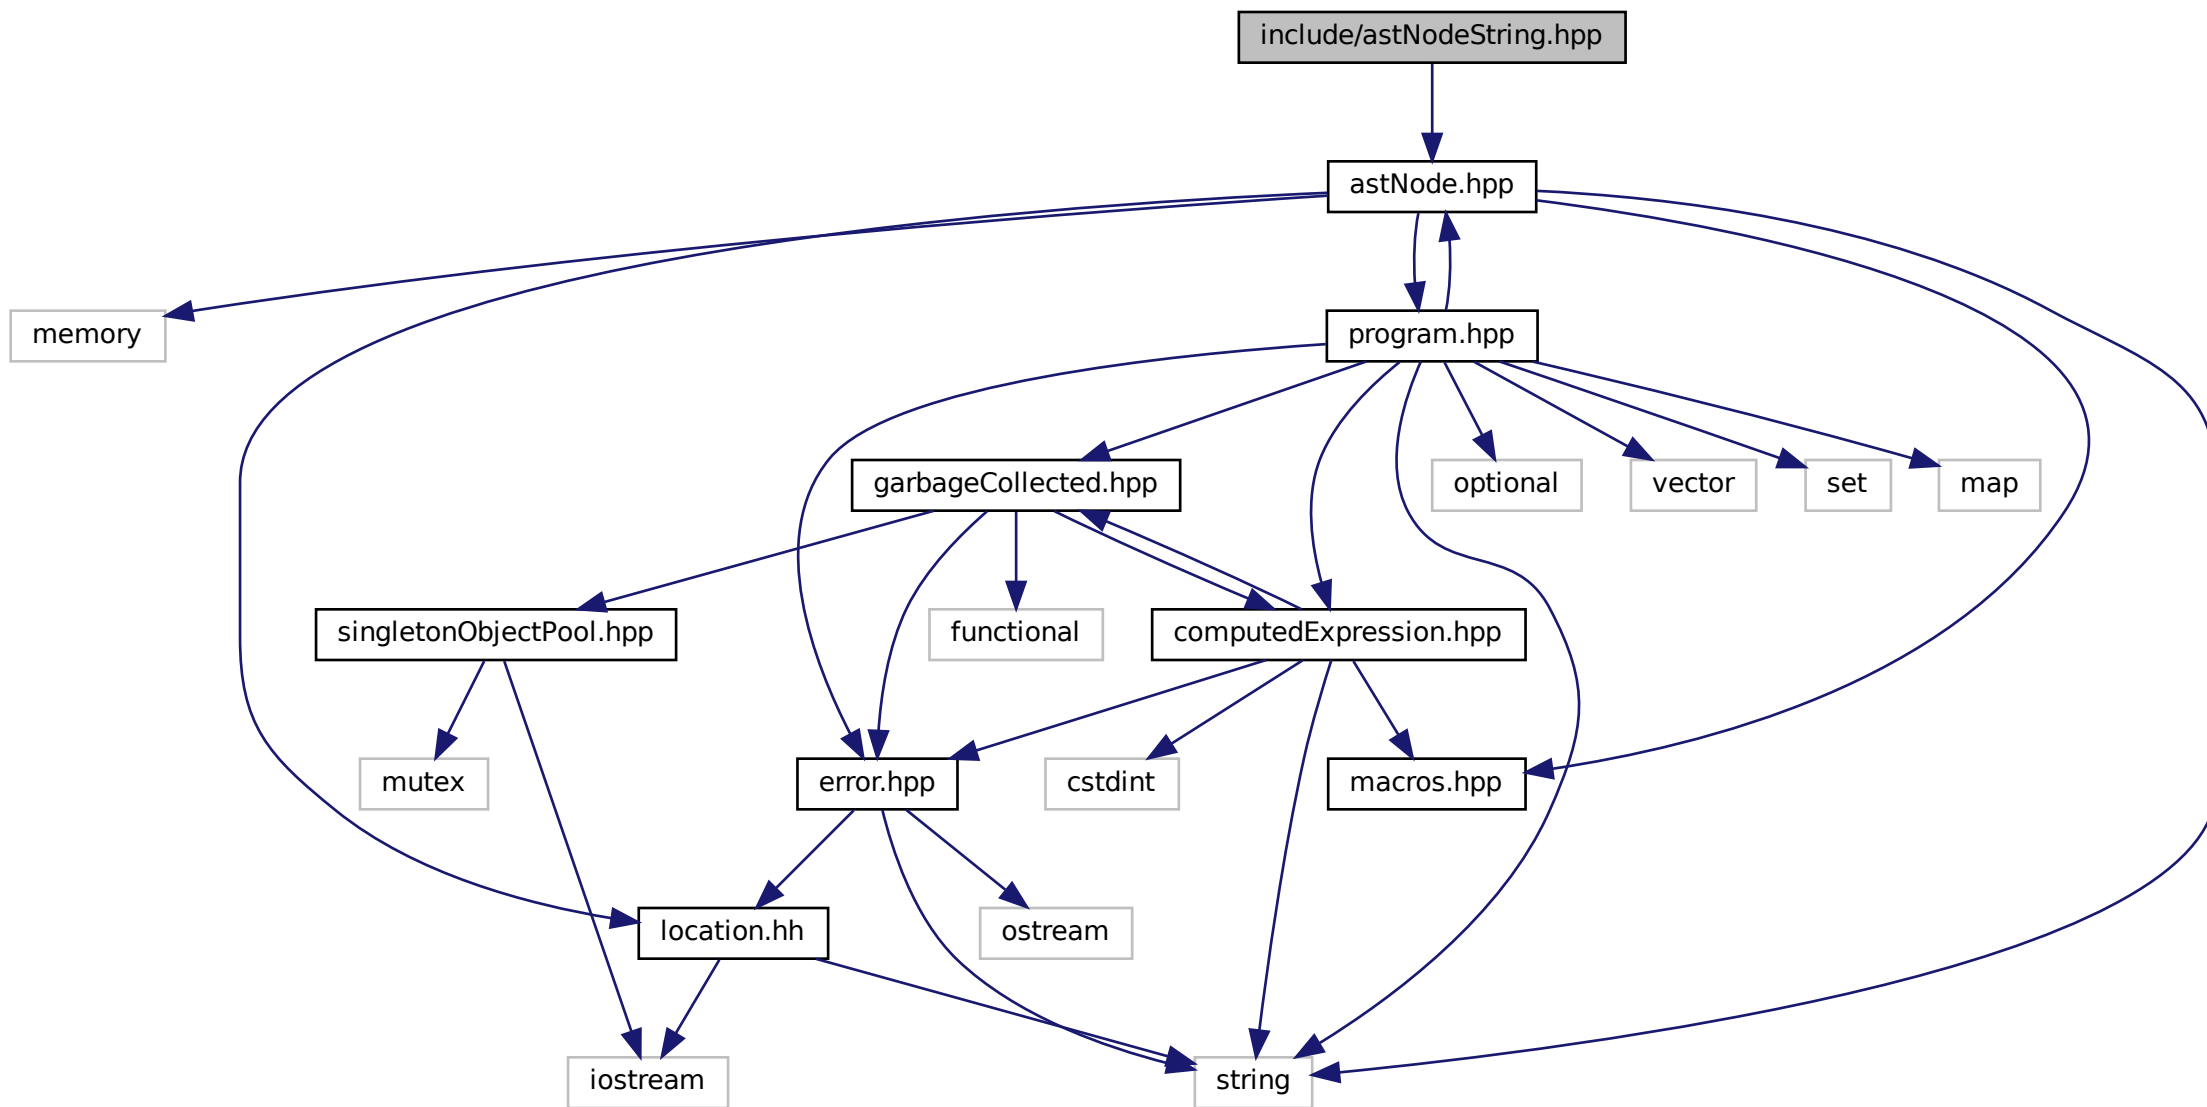 include/astNodeString.hpp
astNode.hpp
memory
program.hpp
garbageCollected.hpp
optional
vector
set
map
singletonObjectPool.hpp
functional
computedExpression.hpp
mutex
error.hpp
cstdint
macros.hpp
location.hh
ostream
iostream
string